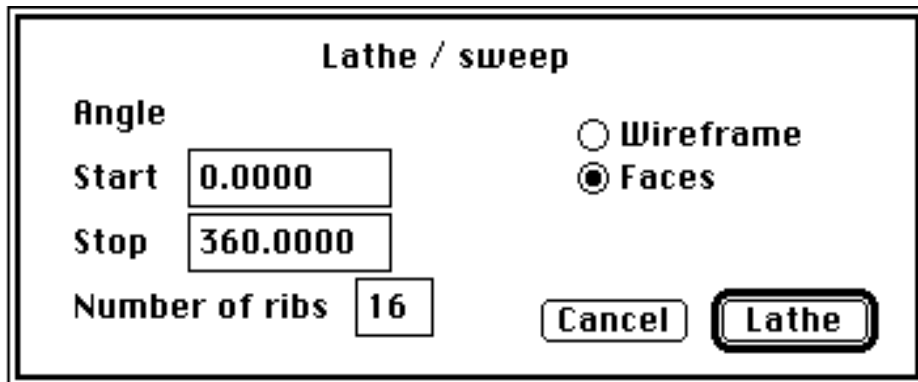 Lathe / sweep
Angle
Start 0.0000
Stop 360.0000
Number of ribs 16
Wireframe
Faces
Cancel Lathe